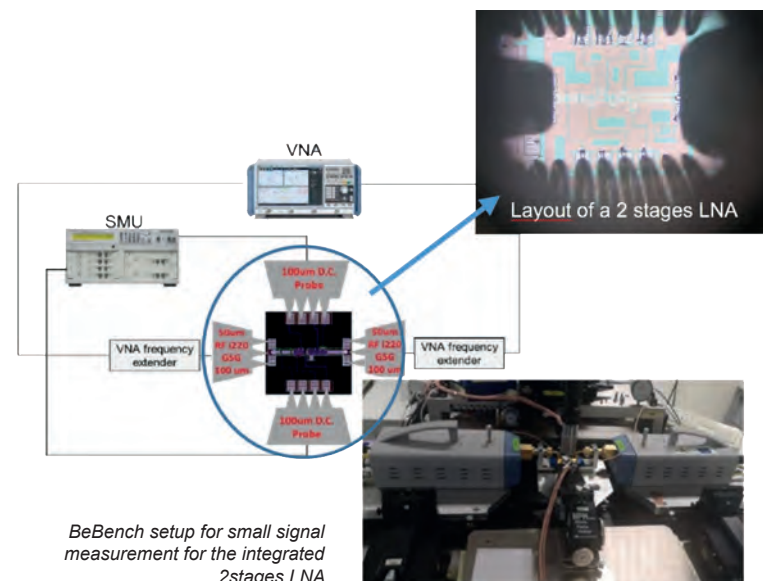 VNA
Layout of a 2 stages LNA
SMU
100um D.C.
Probe
50um
RF i220
GSG
100 um
50um
RF i220
GSG
100 um
VNA frequency
extender
VNA frequency
extender
100um D.C.
Probe
BeBench setup for small signal
measurement for the integrated
2stages LNA